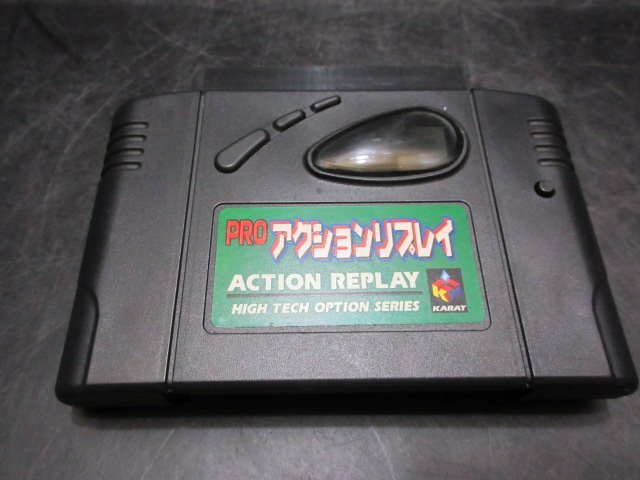 PRO アクションリプレイ
ACTION REPLAY
HIGH TECH OPTION SERIES
KARAT